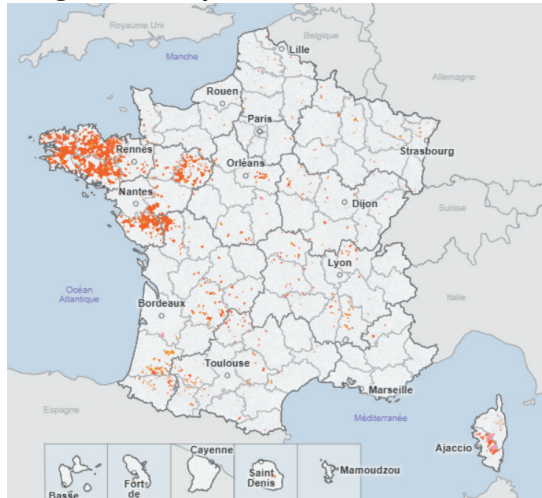 Royaume Uni
Belgique
Lille
Manche
Allemagne
Rouen
Paris
Strasbourg
Rennes
Orléans
Nantes
Dijon
Suisse
Lyon
Océan
Atlantique
Italie
Bordeaux
Toulouse
Marseille
Espagne
Méditerranée
Ajaccio
Cayenne
Saint
Denis
Mamoudzou
Fort
de
Basse